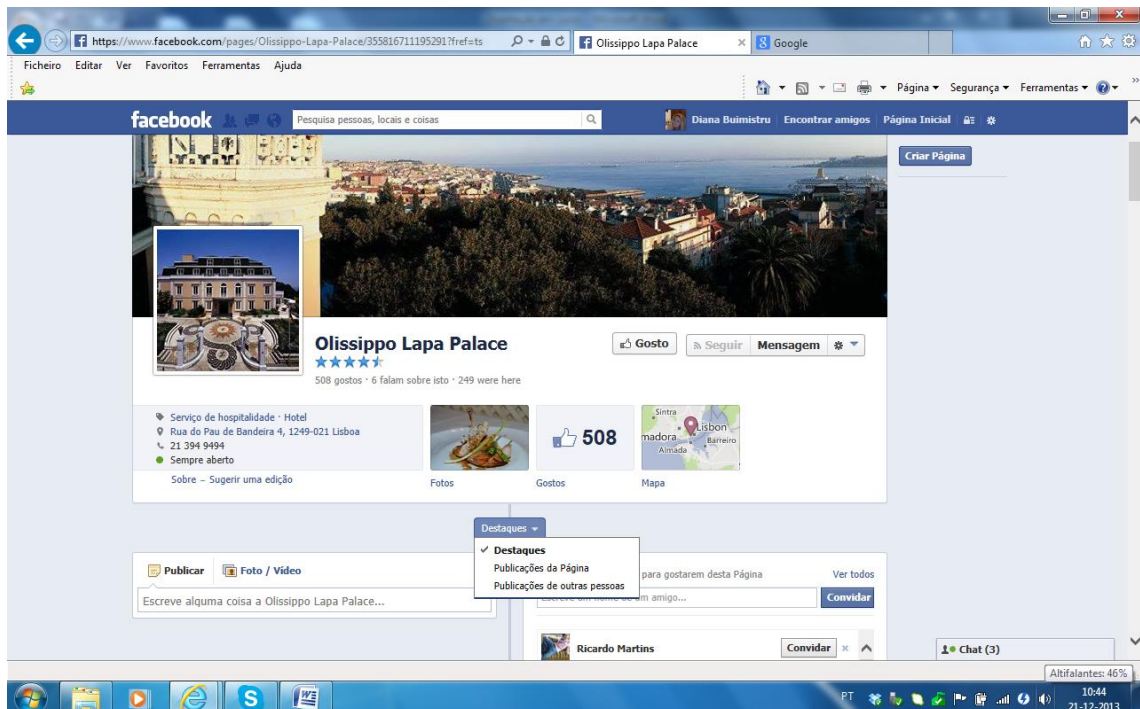 https://www.facebook.com/pages/Olissippo-Lapa-Palace/355816711195291?fref=ts
Olissippo Lapa Palace
Google
Ficheiro Editar Ver Favoritos Ferramentas Ajuda
Página Segurança Ferramentas
facebook
Pesquisa pessoas, locais e coisas
Diana Buimistru Encontrar amigos Página Inicial
Criar Página
Olissippo Lapa Palace
508 gostos · 6 falam sobre isto · 249 were here
Gosto
Seguir
Mensagem
Serviço de hospitalidade · Hotel
Rua do Pau de Bandeira 4, 1249-021 Lisboa
21 394 9494
Sempre aberto
Sobre – Sugerir uma edição
Fotos
508
Gostos
Sintra
Lisbon
madora
Barreiro
Almada
Mapa
Destaques
Destaques
Publicações da Página
Publicações de outras pessoas
Publicar
Foto / Vídeo
Escreve alguma coisa a Olissippo Lapa Palace...
para gostarem desta Página
Ver todos
um amigo...
Convidar
Ricardo Martins
Convidar
Chat (3)
Altifalantes: 46%
PT
10:44
21-12-2013